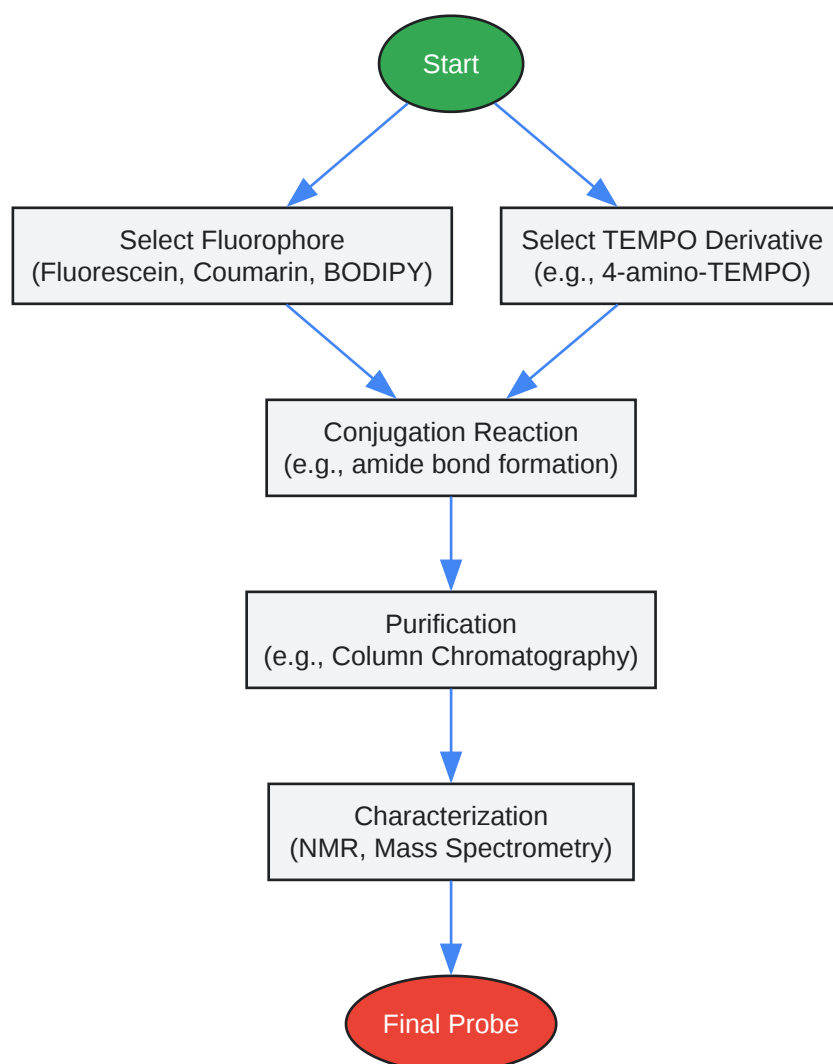 Start
Select Fluorophore
(Fluorescein, Coumarin, BODIPY)
Select TEMPO Derivative
(e.g., 4-amino-TEMPO)
Conjugation Reaction
(e.g., amide bond formation)
Purification
(e.g., Column Chromatography)
Characterization
(NMR, Mass Spectrometry)
Final Probe